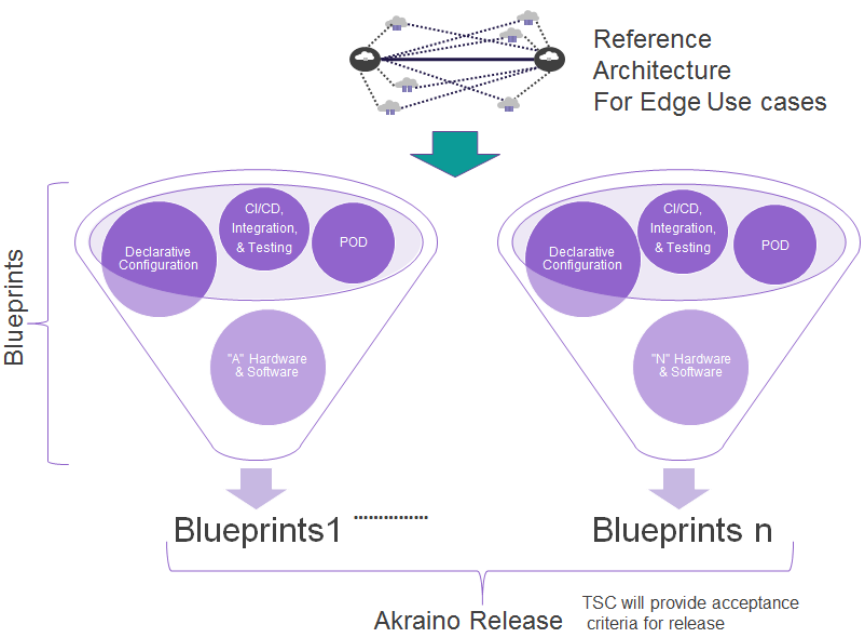 Reference
Architecture
For Edge Use cases
Blueprints
CI/CD,
Integration,
& Testing
Declarative
Configuration
POD
"A" Hardware
& Software
CI/CD,
Integration,
& Testing
Declarative
Configuration
POD
"N" Hardware
& Software
Blueprints1 ...............
Blueprints n
Akraino Release
TSC will provide acceptance
criteria for release